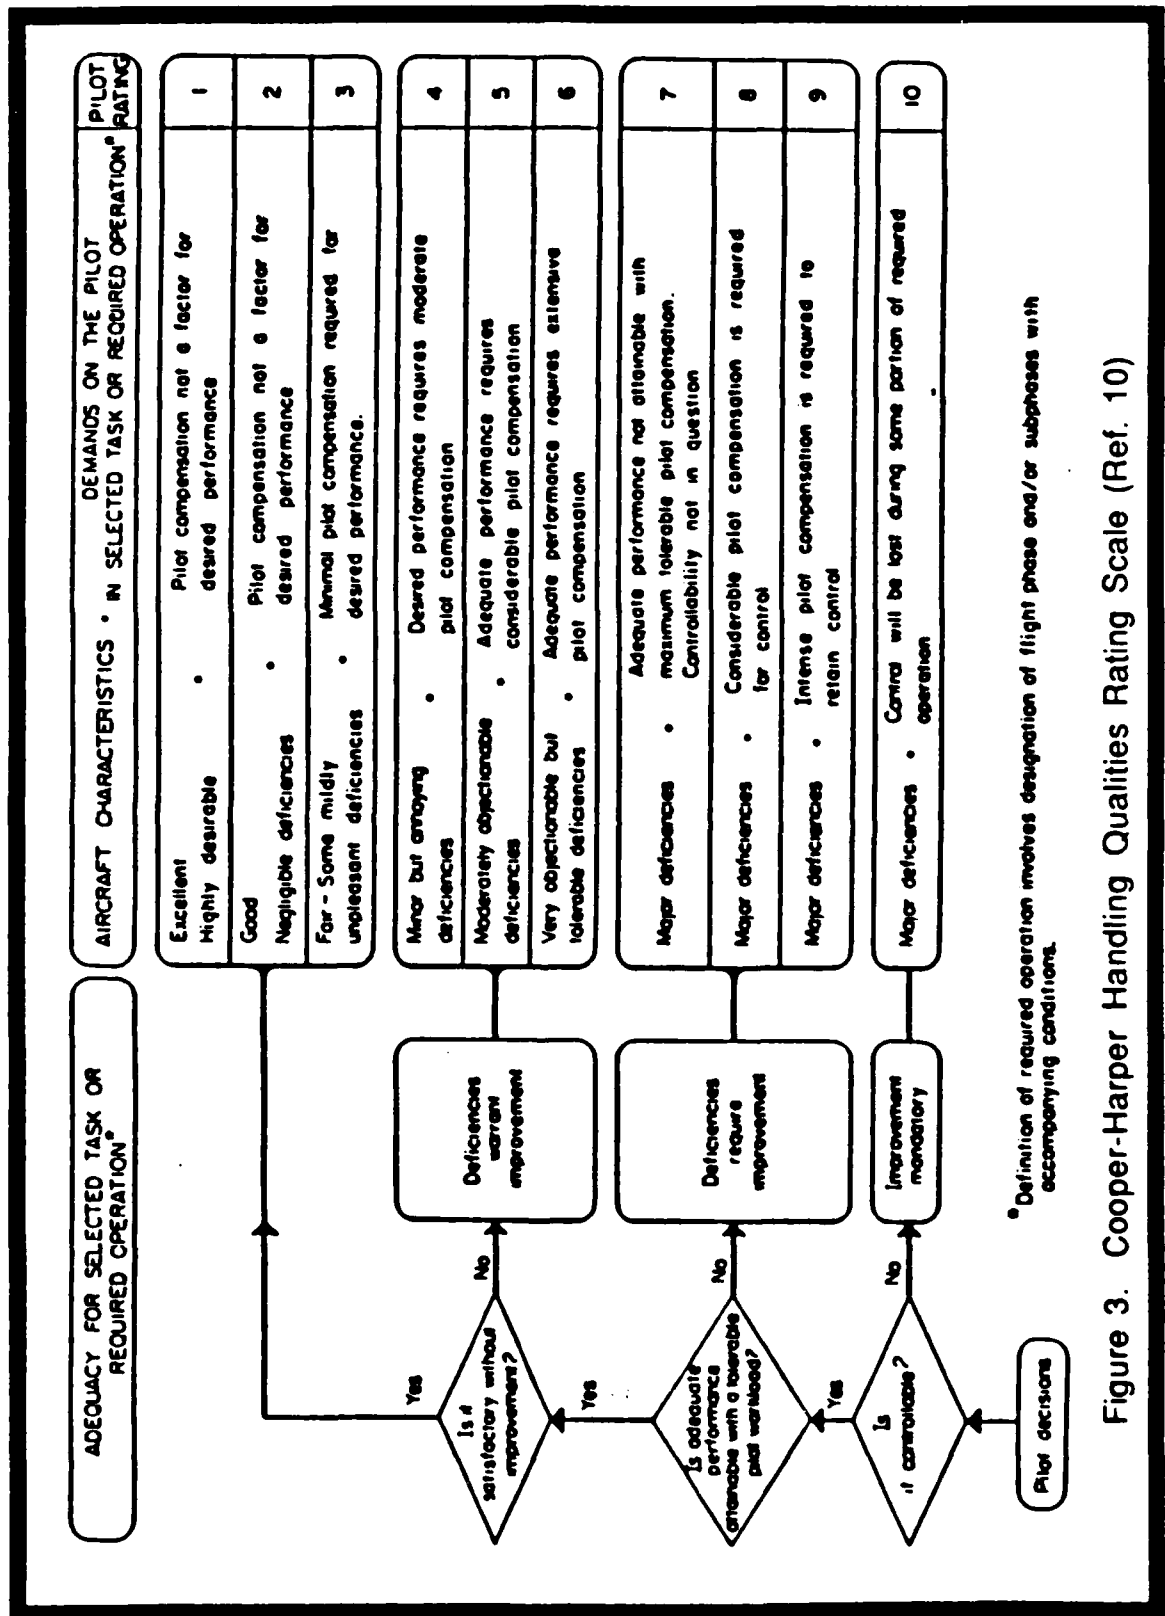 ADEQUACY FOR SELECTED TASK OR
REQUIRED OPERATION*
AIRCRAFT CHARACTERISTICS •
DEMANDS ON THE PILOT
IN SELECTED TASK OR REQUIRED OPERATION*
PILOT
RATING
Excellent
Highly desirable
•
Pilot compensation not a factor for
desired performance
1
Good
Negligible deficiencies
•
Pilot compensation not a factor for
desired performance
2
Fair - Some mildly
unpleasant deficiencies
•
Minimal pilot compensation required for
desired performance.
3
Is it
satisfactory without
improvement?
Yes
No
Deficiencies
warrant
improvement
Minor but annoying
deficiencies
•
Desired performance requires moderate
pilot compensation
4
Moderately objectionable
deficiencies
•
Adequate performance requires
considerable pilot compensation
5
Very objectionable but
tolerable deficiencies
•
Adequate performance requires extensive
pilot compensation
6
Yes
Is adequate
performance
attainable with a tolerable
pilot workload?
No
Deficiencies
require
improvement
Major deficiencies
•
Adequate performance not attainable with
maximum tolerable pilot compensation.
Controllability not in question
7
Major deficiencies
•
Considerable pilot compensation is required
for control
8
Major deficiencies
•
Intense pilot compensation is required to
retain control
9
Yes
Is
it controllable?
No
Improvement
mandatory
Major deficiencies
•
Control will be lost during some portion of required
operation
10
Pilot decisions
*Definition of required operation involves designation of flight phase and/or subphases with
accompanying conditions.
Figure 3. Cooper-Harper Handling Qualities Rating Scale (Ref. 10)